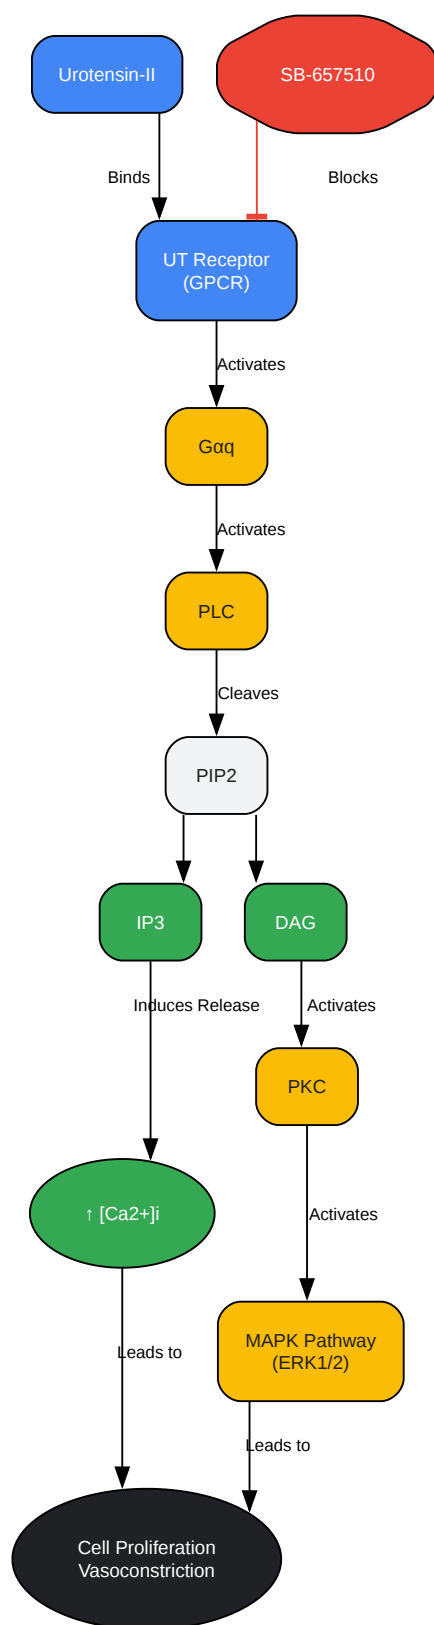 Urotensin-II
SB-657510
Binds
Blocks
UT Receptor
(GPCR)
Activates
Gαq
Activates
PLC
Cleaves
PIP2
IP3
DAG
Induces Release
Activates
PKC
↑ [Ca2+]i
Activates
MAPK Pathway
(ERK1/2)
Leads to
Leads to
Cell Proliferation
Vasoconstriction